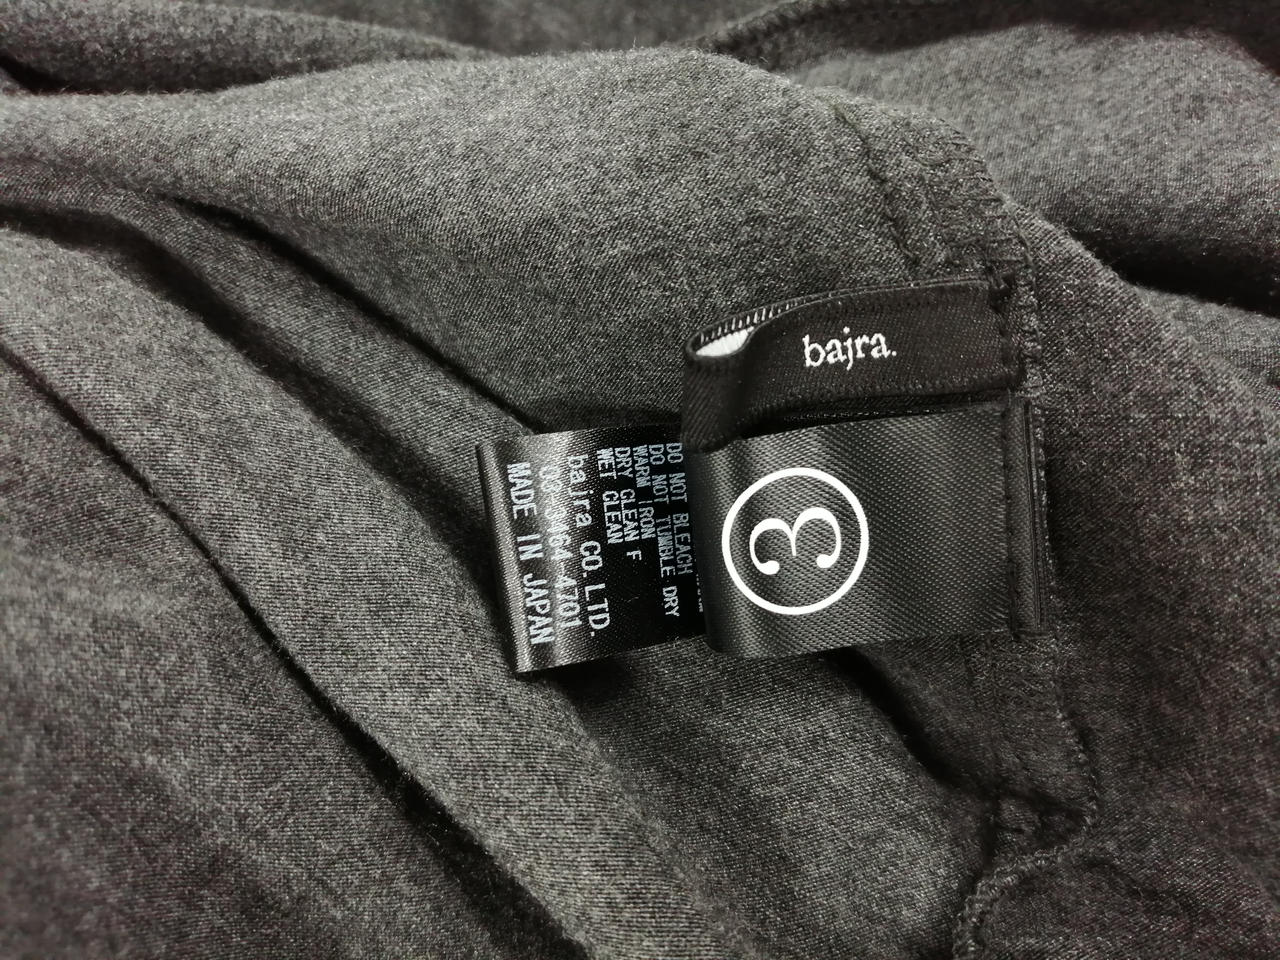 bajra.
3
DO NOT BLEACH
DO NOT TUMBLE DRY
WARM IRON
DRY CLEAN F
WET CLEAN
bajra CO.LTD.
4701
MADE IN JAPAN